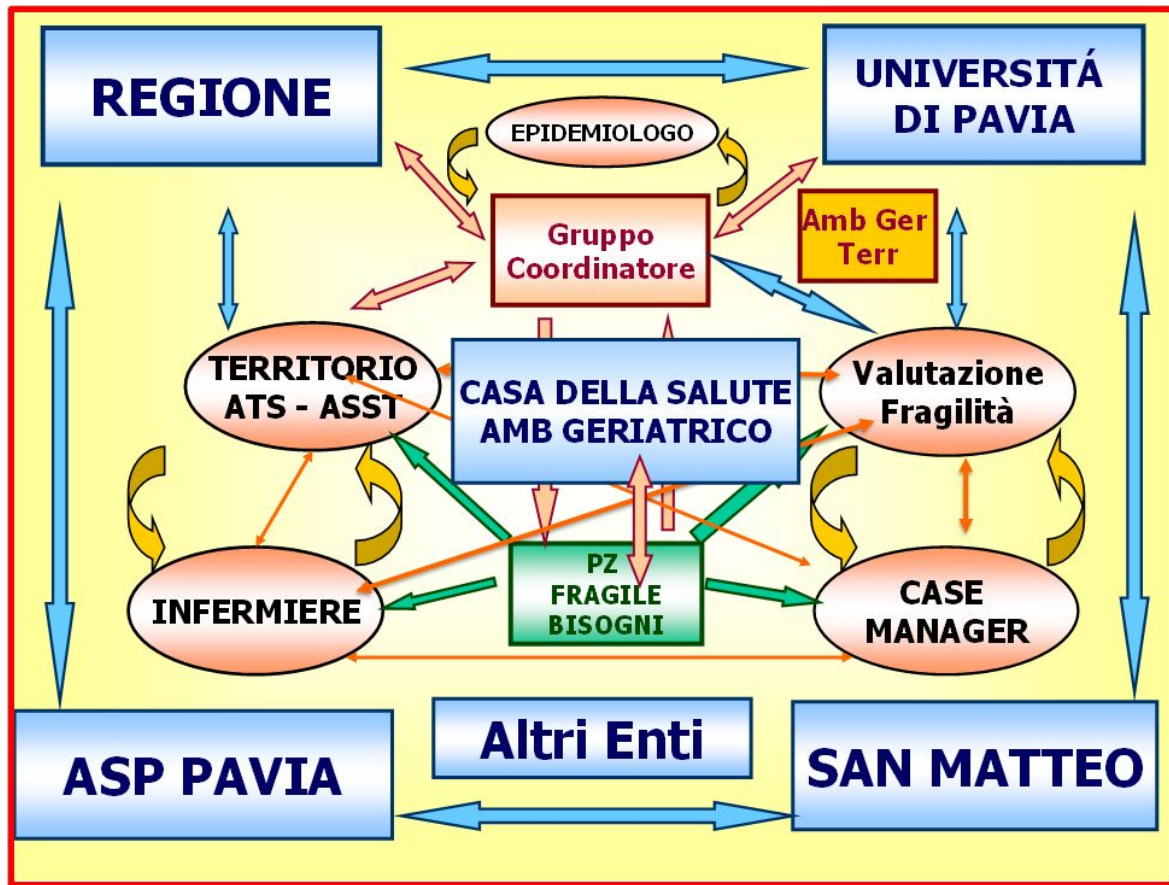 REGIONE
UNIVERSITÁ
DI PAVIA
EPIDEMIOLOGO
Gruppo
Coordinatore
Amb Ger
Terr
TERRITORIO
ATS - ASST
CASA DELLA SALUTE
AMB GERIATRICO
Valutazione
Fragilità
INFERMIERE
PZ
FRAGILE
BISOGNI
CASE
MANAGER
ASP PAVIA
Altri Enti
SAN MATTEO